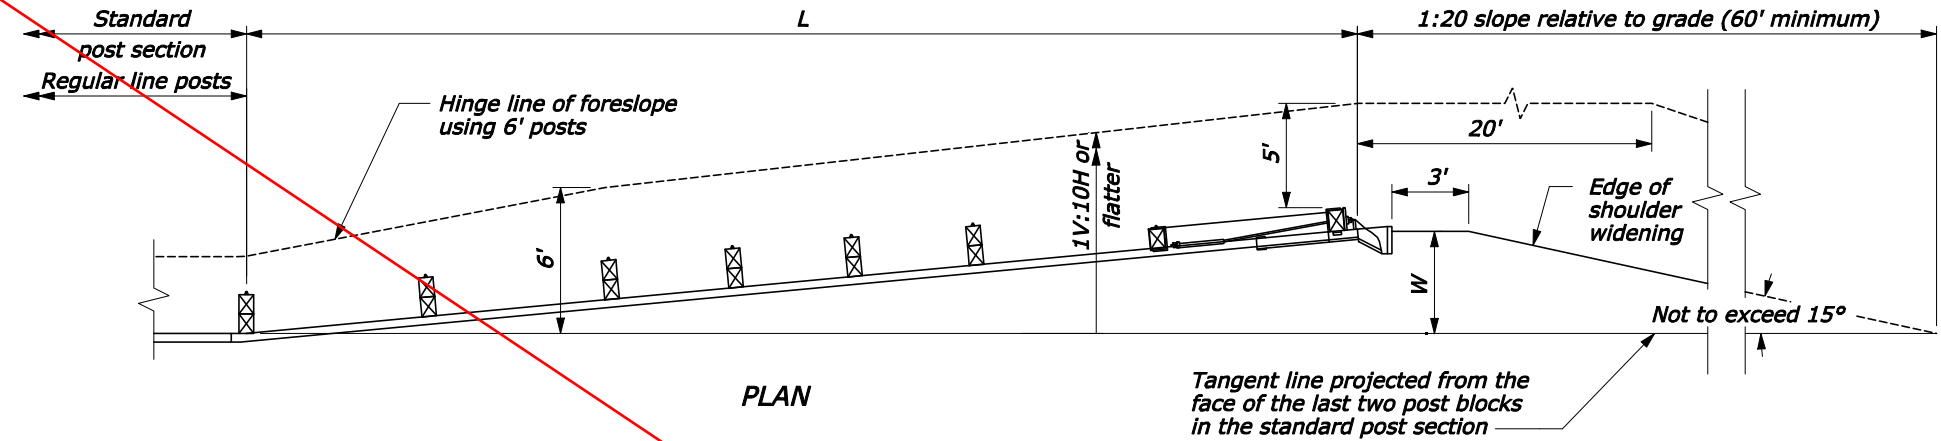 Standard
post section
Regular line posts
L
1:20 slope relative to grade (60' minimum)
Hinge line of foreslope
using 6' posts
6'
1V:10H or
flatter
5'
20'
3'
Edge of
shoulder
widening
W
Not to exceed 15°
PLAN
Tangent line projected from the
face of the last two post blocks
in the standard post section